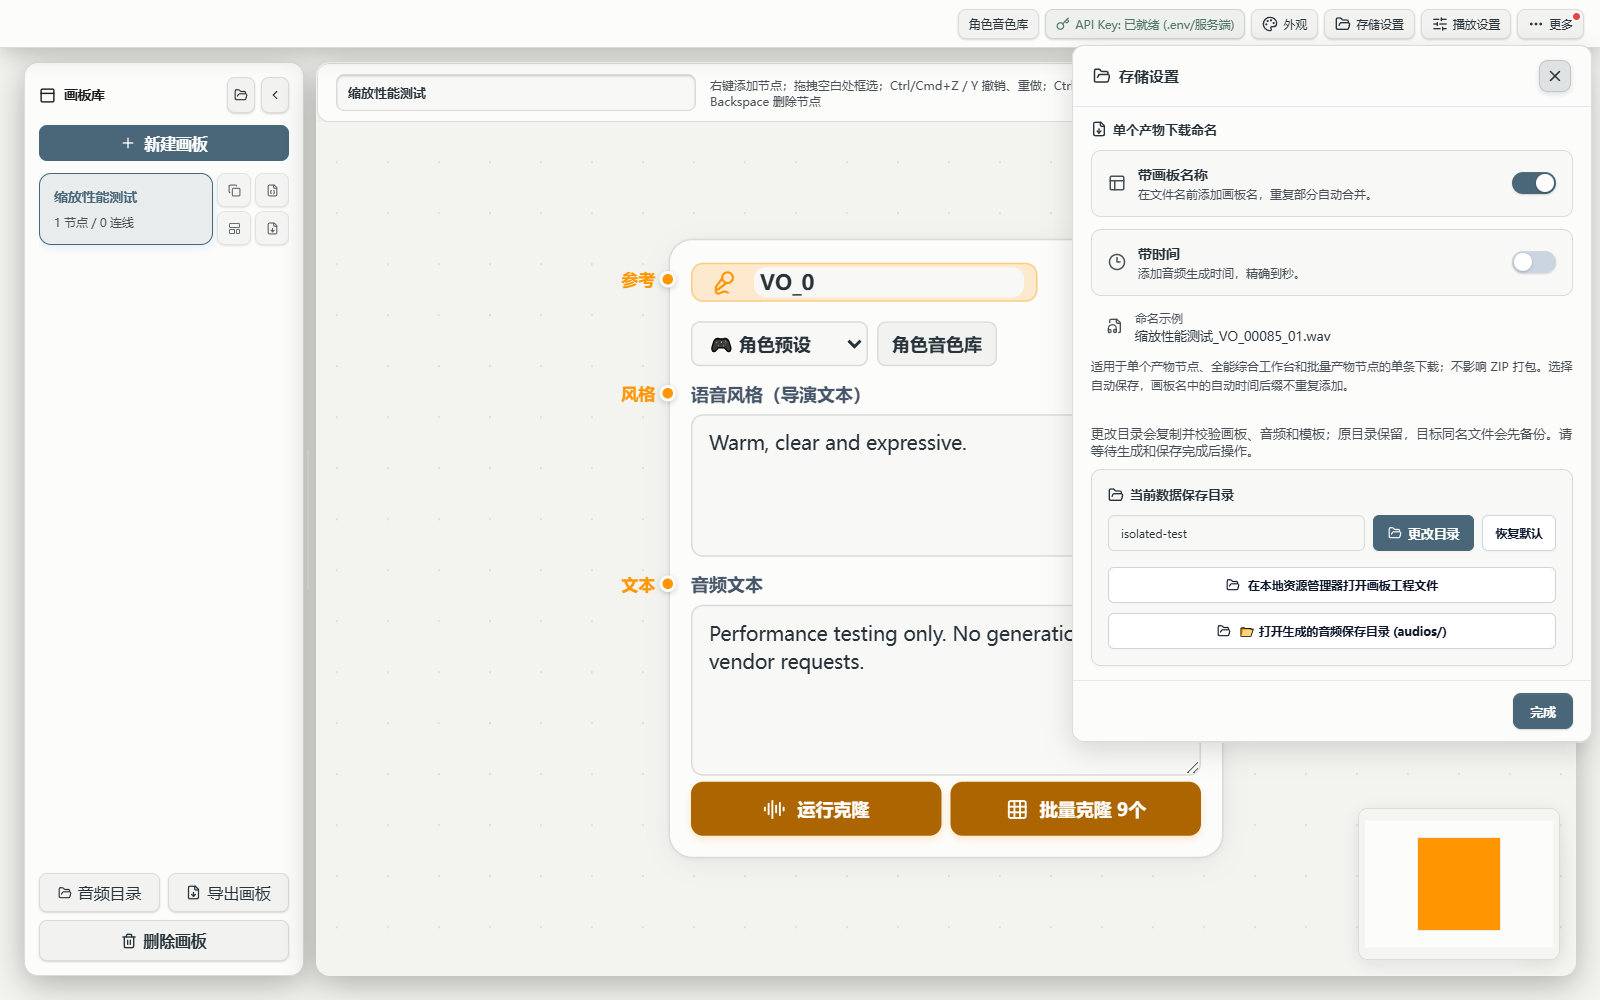 角色音色库
API Key: 已就绪 (.env/服务端)
外观
存储设置
播放设置
更多
画板库
新建画板
缩放性能测试
1 节点 / 0 连线
音频目录
导出画板
删除画板
缩放性能测试
右键添加节点；拖拽空白处框选；Ctrl/Cmd+Z / Y 撤销、重做；Ctr
Backspace 删除节点
参考
VO_0
角色预设
角色音色库
风格
语音风格（导演文本）
Warm, clear and expressive.
文本
音频文本
Performance testing only. No generatio
vendor requests.
运行克隆
批量克隆 9个
存储设置
单个产物下载命名
带画板名称
在文件名前添加画板名，重复部分自动合并。
带时间
添加音频生成时间，精确到秒。
命名示例
缩放性能测试_VO_00085_01.wav
适用于单个产物节点、全能综合工作台和批量产物节点的单条下载；不影响 ZIP 打包。选择
自动保存，画板名中的自动时间后缀不重复添加。
更改目录会复制并校验画板、音频和模板；原目录保留，目标同名文件会先备份。请
等待生成和保存完成后操作。
当前数据保存目录
isolated-test
更改目录
恢复默认
在本地资源管理器打开画板工程文件
打开生成的音频保存目录 (audios/)
完成